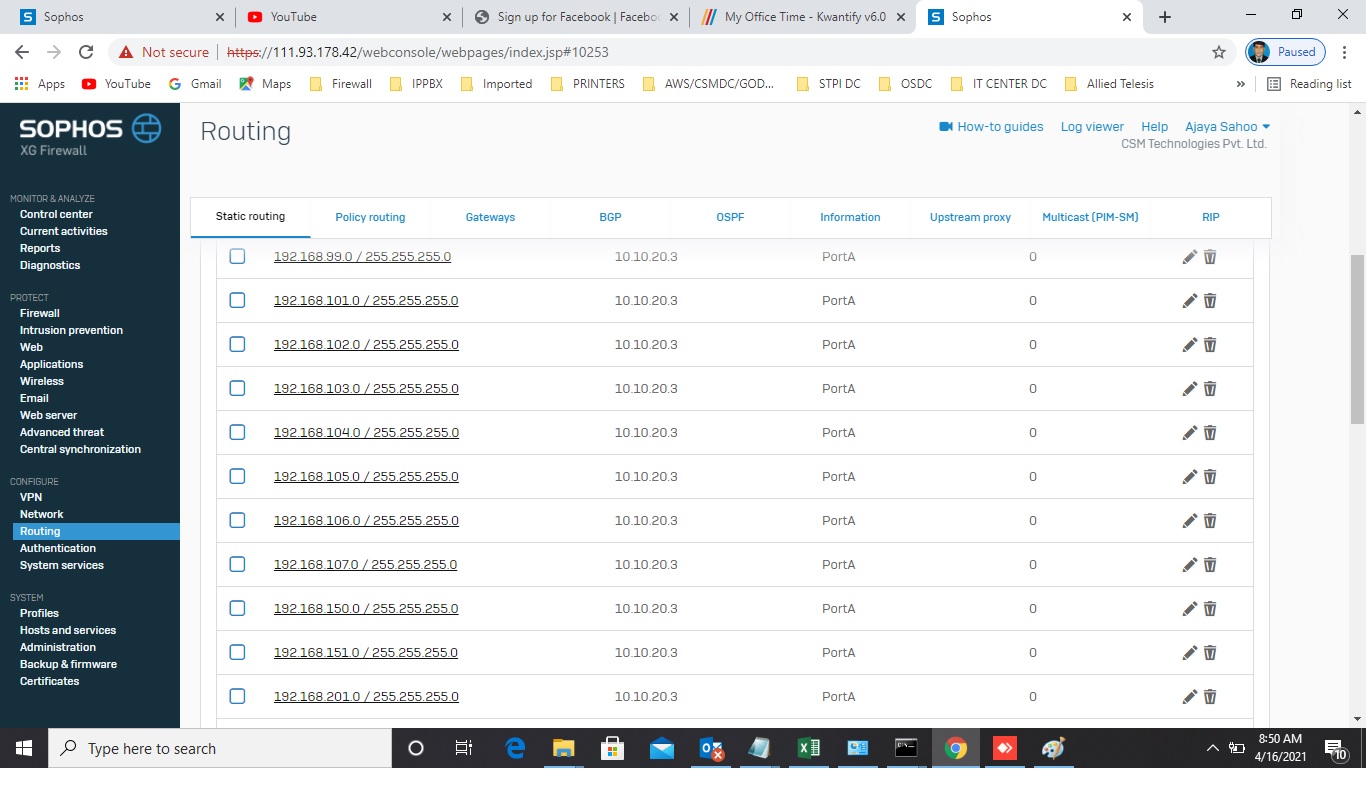 Sophos
YouTube
Sign up for Facebook | Faceboo
My Office Time - Kwantify v6.0
Sophos
Not secure | https://111.93.178.42/webconsole/webpages/index.jsp#10253
Paused
Apps YouTube Gmail Maps Firewall IPPBX Imported PRINTERS AWS/CSMDC/GOD... STPI DC OSDC IT CENTER DC Allied Telesis » Reading list
SOPHOS
XG Firewall
MONITOR & ANALYZE
Control center
Current activities
Reports
Diagnostics
PROTECT
Firewall
Intrusion prevention
Web
Applications
Wireless
Email
Web server
Advanced threat
Central synchronization
CONFIGURE
VPN
Network
Routing
Authentication
System services
SYSTEM
Profiles
Hosts and services
Administration
Backup & firmware
Certificates
Routing
How-to guides Log viewer Help Ajaya Sahoo
CSM Technologies Pvt. Ltd.
Static routing Policy routing Gateways BGP OSPF Information Upstream proxy Multicast (PIM-SM) RIP
192.168.99.0 / 255.255.255.0 10.10.20.3 PortA 0
192.168.101.0 / 255.255.255.0 10.10.20.3 PortA 0
192.168.102.0 / 255.255.255.0 10.10.20.3 PortA 0
192.168.103.0 / 255.255.255.0 10.10.20.3 PortA 0
192.168.104.0 / 255.255.255.0 10.10.20.3 PortA 0
192.168.105.0 / 255.255.255.0 10.10.20.3 PortA 0
192.168.106.0 / 255.255.255.0 10.10.20.3 PortA 0
192.168.107.0 / 255.255.255.0 10.10.20.3 PortA 0
192.168.150.0 / 255.255.255.0 10.10.20.3 PortA 0
192.168.151.0 / 255.255.255.0 10.10.20.3 PortA 0
192.168.201.0 / 255.255.255.0 10.10.20.3 PortA 0
Type here to search
8:50 AM
4/16/2021
10